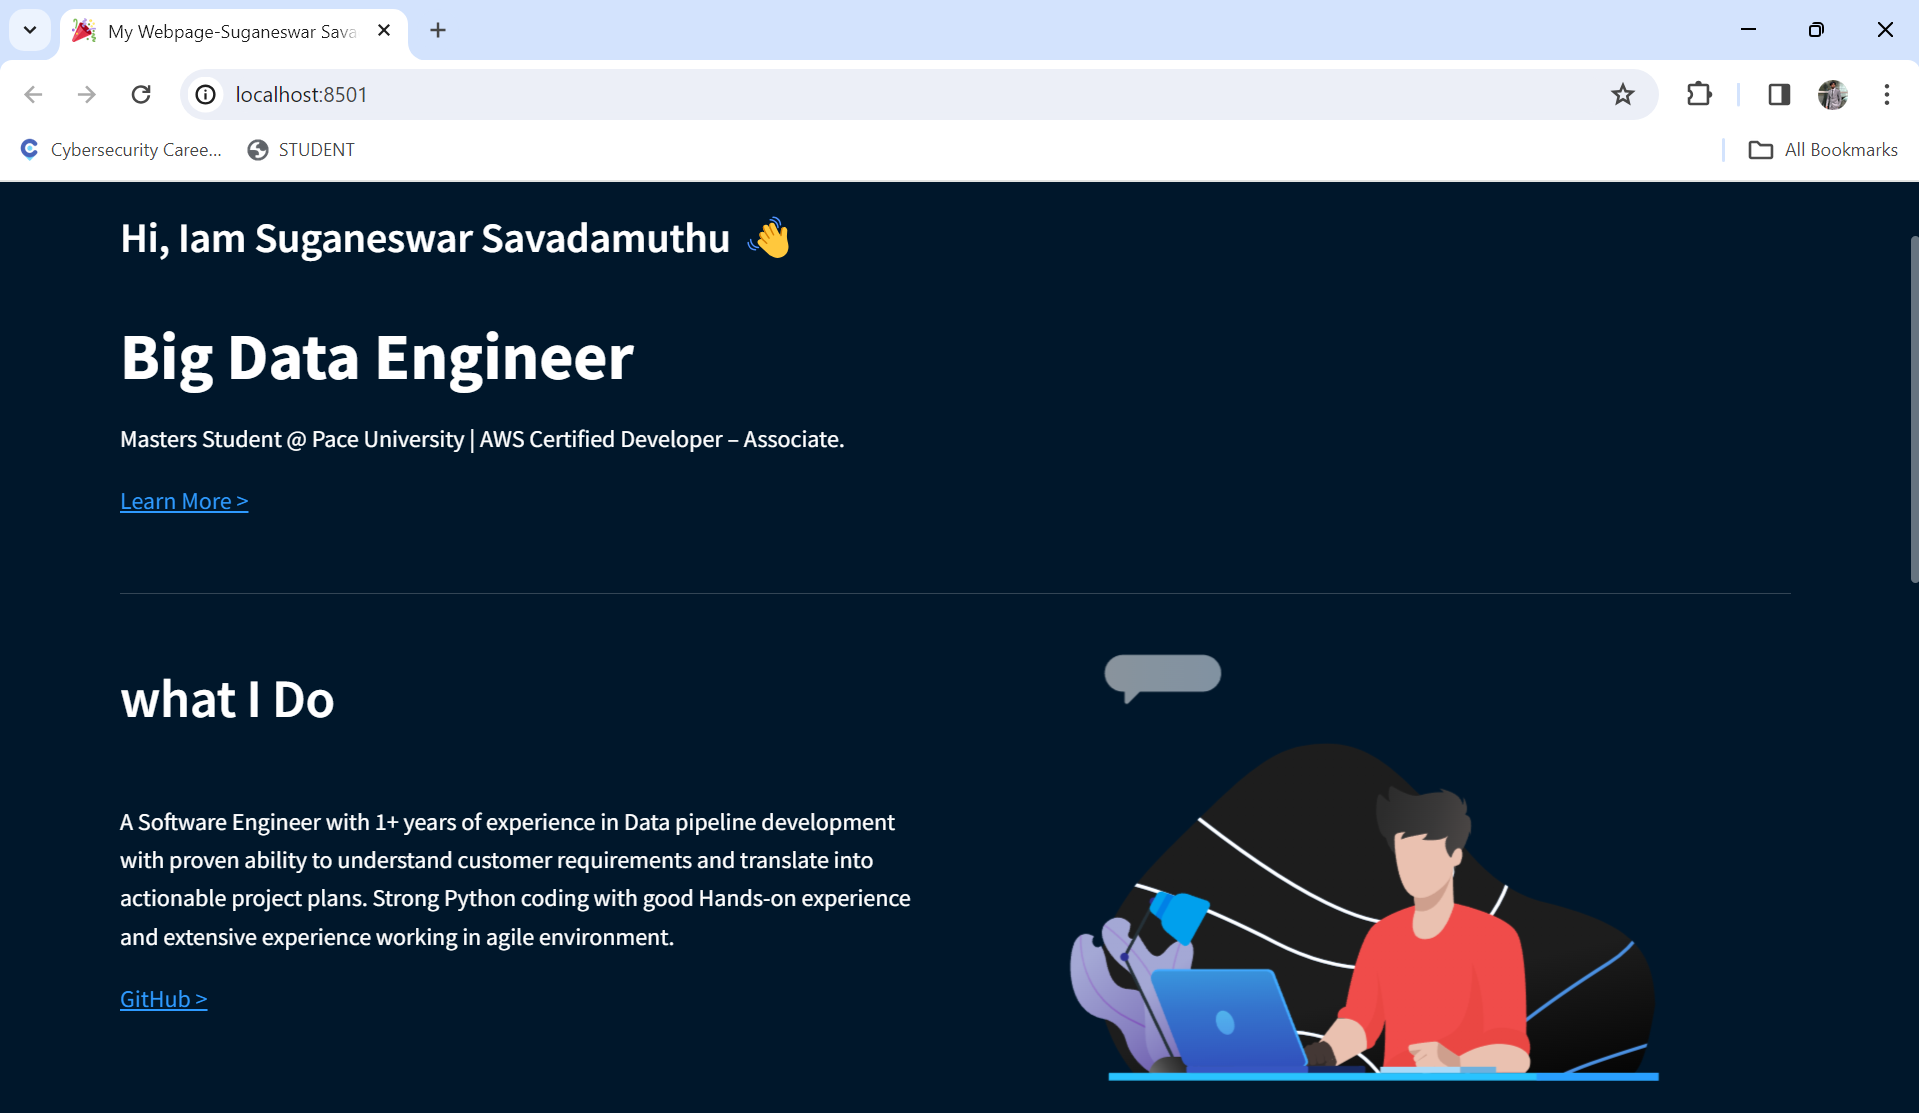 My Webpage-Suganeswar Sava
localhost:8501
Cybersecurity Caree...
STUDENT
All Bookmarks
Hi, Iam Suganeswar Savadamuthu 👋
Big Data Engineer
Masters Student @ Pace University | AWS Certified Developer – Associate.
Learn More >
what I Do
A Software Engineer with 1+ years of experience in Data pipeline development
with proven ability to understand customer requirements and translate into
actionable project plans. Strong Python coding with good Hands-on experience
and extensive experience working in agile environment.
GitHub >